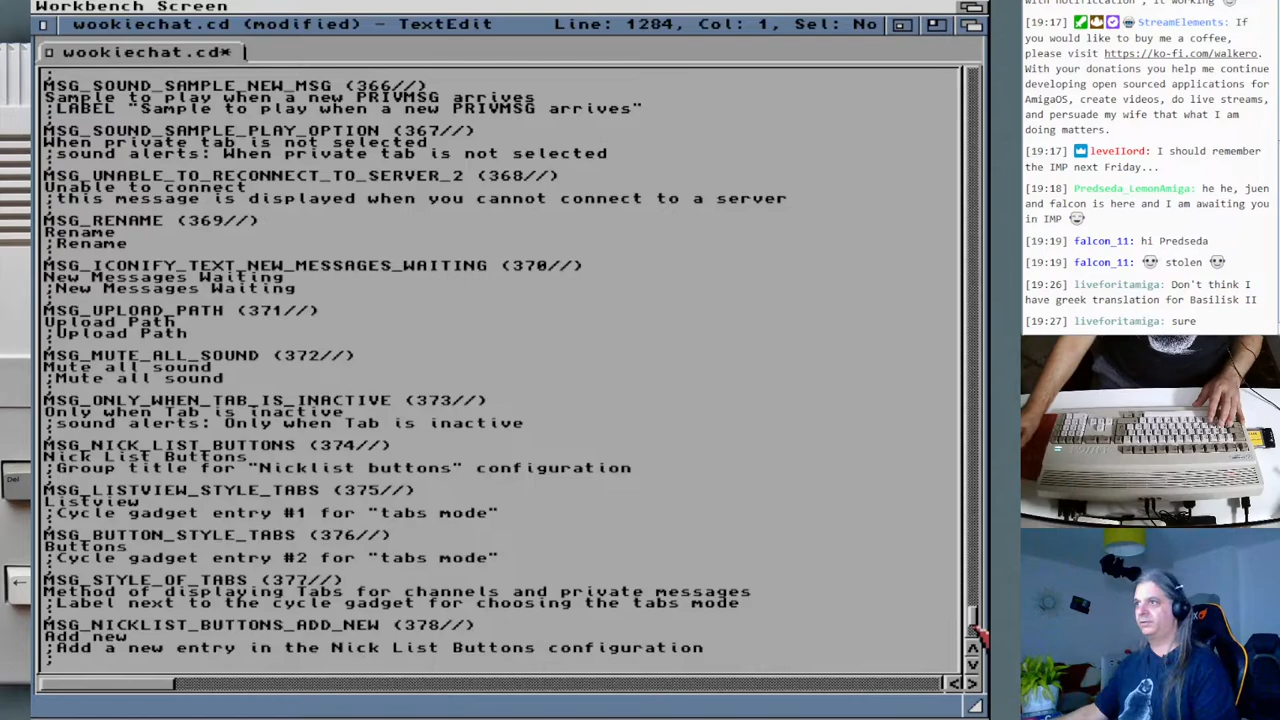 Workbench Screen
wookiechat.cd (modified) - TextEdit
Line: 1284, Col: 1, Sel: No
wookiechat.cd*
;
MSG_SOUND_SAMPLE_NEW_MSG (366//)
Sample to play when a new PRIVMSG arrives
;LABEL "Sample to play when a new PRIVMSG arrives"
;
MSG_SOUND_SAMPLE_PLAY_OPTION (367//)
When private tab is not selected
;sound alerts: When private tab is not selected
;
MSG_UNABLE_TO_RECONNECT_TO_SERVER_2 (368//)
Unable to connect
;this message is displayed when you cannot connect to a server
;
MSG_RENAME (369//)
Rename
;Rename
;
MSG_ICONIFY_TEXT_NEW_MESSAGES_WAITING (370//)
New Messages Waiting
;New Messages Waiting
;
MSG_UPLOAD_PATH (371//)
Upload Path
;Upload Path
;
MSG_MUTE_ALL_SOUND (372//)
Mute all sound
;Mute all sound
;
MSG_ONLY_WHEN_TAB_IS_INACTIVE (373//)
Only when Tab is inactive
;sound alerts: Only when Tab is inactive
;
MSG_NICK_LIST_BUTTONS (374//)
Nick List Buttons
;Group title for "Nicklist buttons" configuration
;
MSG_LISTVIEW_STYLE_TABS (375//)
Listview
;Cycle gadget entry #1 for "tabs mode"
;
MSG_BUTTON_STYLE_TABS (376//)
Buttons
;Cycle gadget entry #2 for "tabs mode"
;
MSG_STYLE_OF_TABS (377//)
Method of displaying Tabs for channels and private messages
;Label next to the cycle gadget for choosing the tabs mode
;
MSG_NICKLIST_BUTTONS_ADD_NEW (378//)
Add new
;Add a new entry in the Nick List Buttons configuration
;
Del
with notification , it working
[19:17] StreamElements: If
you would like to buy me a coffee,
please visit https://ko-fi.com/walkero.
With your donations you help me continue
developing open sourced applications for
AmigaOS, create videos, do live streams,
and persuade my wife that what I am
doing matters.
[19:17] leveIIord: I should remember
the IMP next Friday...
[19:18] Predseda_LemonAmiga: he he, juen
and falcon is here and I am awaiting you
in IMP
[19:19] falcon_11: hi Predseda
[19:19] falcon_11: stolen
[19:26] liveforitamiga: Don't think I
have greek translation for Basilisk II
[19:27] liveforitamiga: sure